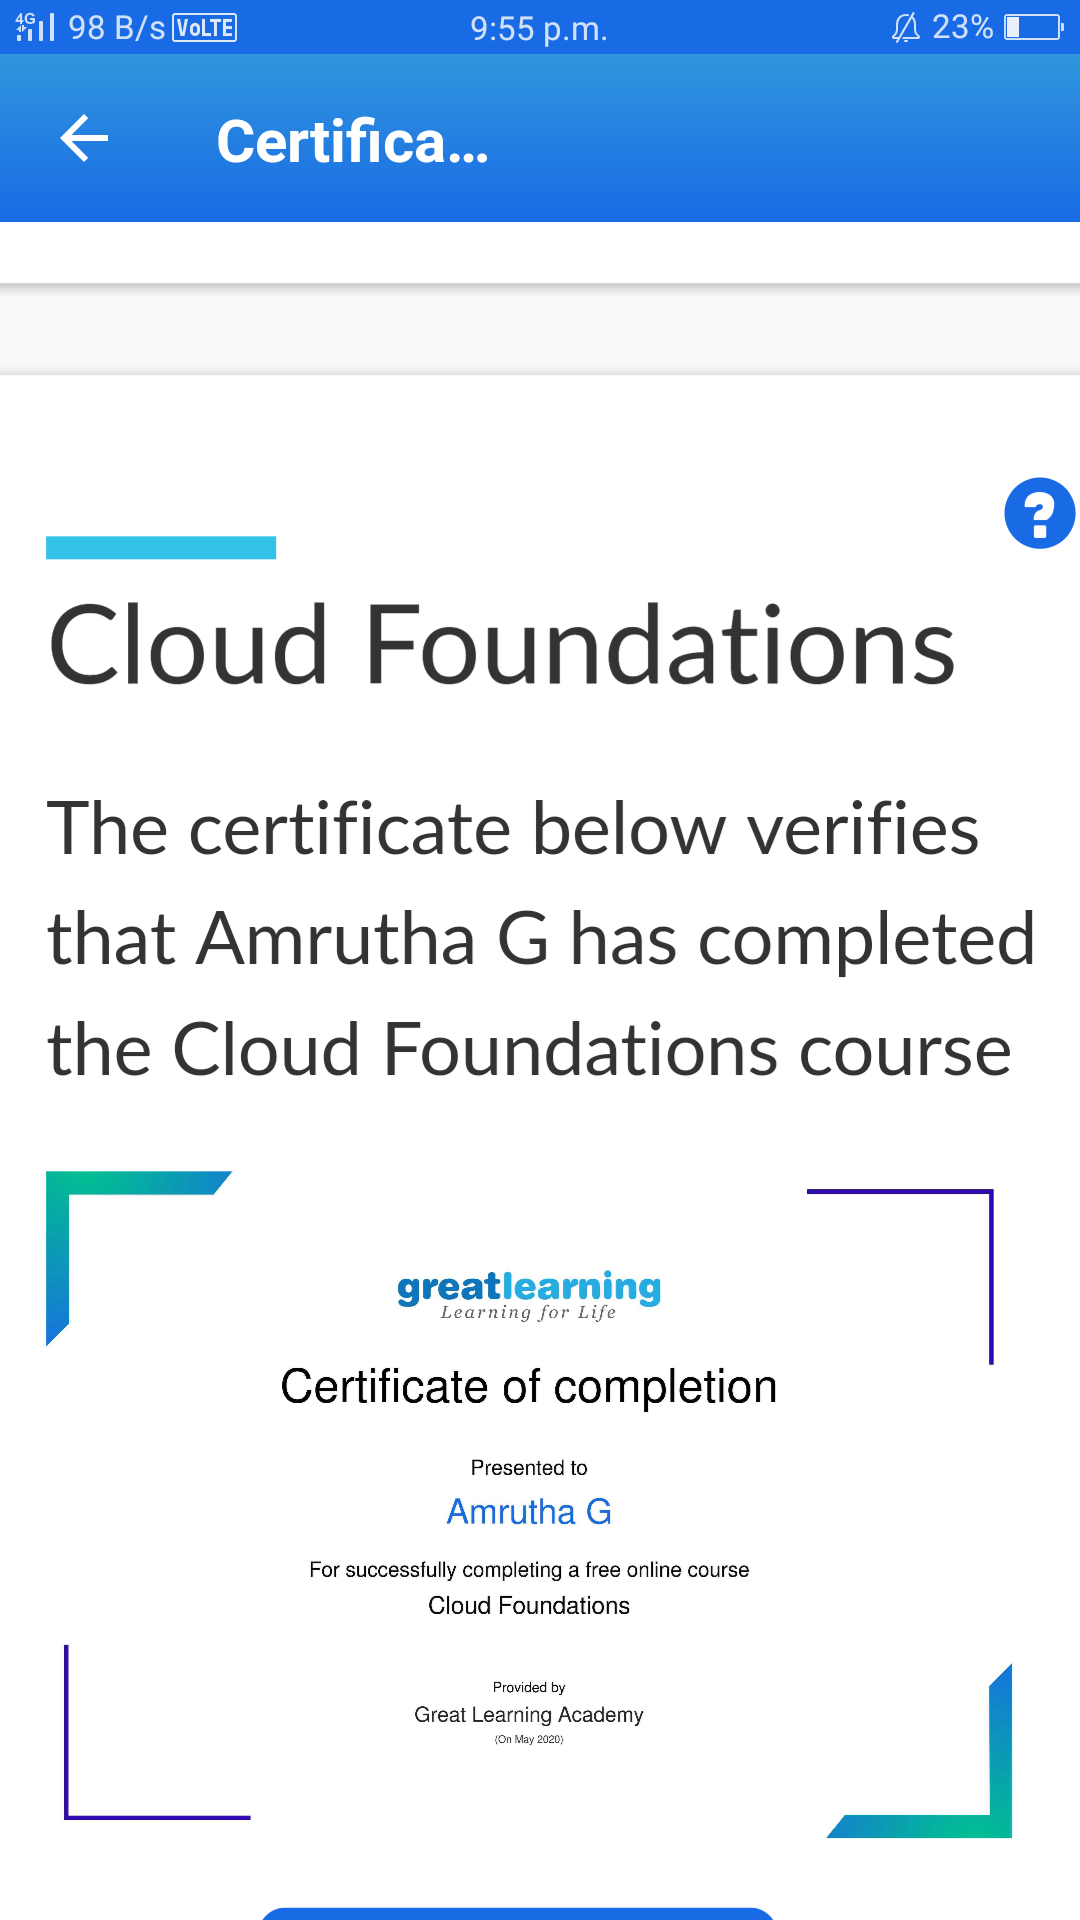 4G 98 B/s VoLTE 9:55 p.m. 23%
Certifica...
?
Cloud Foundations
The certificate below verifies
that Amrutha G has completed
the Cloud Foundations course
greatlearning
Learning for Life
Certificate of completion
Presented to
Amrutha G
For successfully completing a free online course
Cloud Foundations
Provided by
Great Learning Academy
(On May 2020)